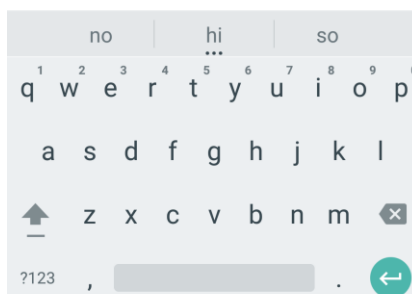 no hi so
1 2 3 4 5 6 7 8 9
q w e r t y u i o p
a s d f g h j k l
z x c v b n m
?123 , .